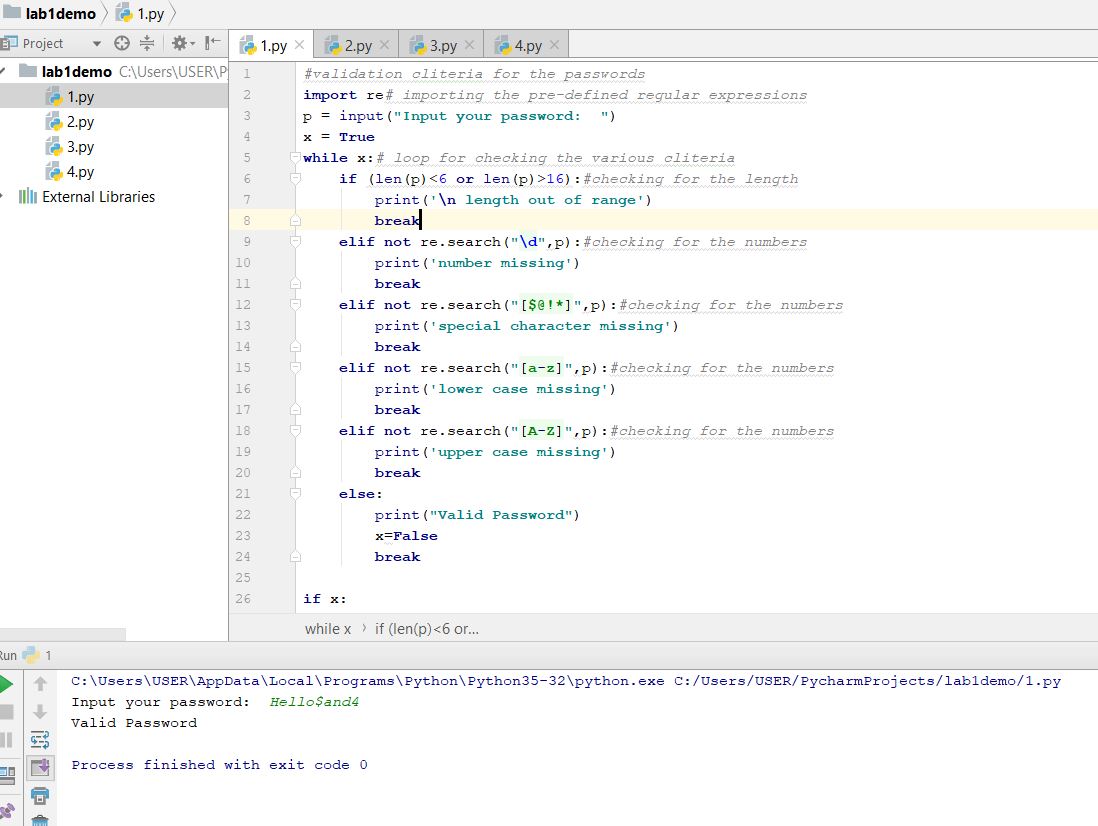 lab1demo 1.py
Project
1.py 2.py 3.py 4.py
lab1demo C:\Users\USER\P
1.py
2.py
3.py
4.py
External Libraries
1 #validation cliteria for the passwords
2 import re# importing the pre-defined regular expressions
3 p = input("Input your password:  ")
4 x = True
5 while x:# loop for checking the various cliteria
6     if (len(p)<6 or len(p)>16):#checking for the length
7         print('\n length out of range')
8         break
9     elif not re.search("\d",p):#checking for the numbers
10         print('number missing')
11         break
12     elif not re.search("[$@!*]",p):#checking for the numbers
13         print('special character missing')
14         break
15     elif not re.search("[a-z]",p):#checking for the numbers
16         print('lower case missing')
17         break
18     elif not re.search("[A-Z]",p):#checking for the numbers
19         print('upper case missing')
20         break
21     else:
22         print("Valid Password")
23         x=False
24         break
25
26 if x:
while x › if (len(p)<6 or...
Run 1
C:\Users\USER\AppData\Local\Programs\Python\Python35-32\python.exe C:/Users/USER/PycharmProjects/lab1demo/1.py
Input your password:  Hello$and4
Valid Password
Process finished with exit code 0